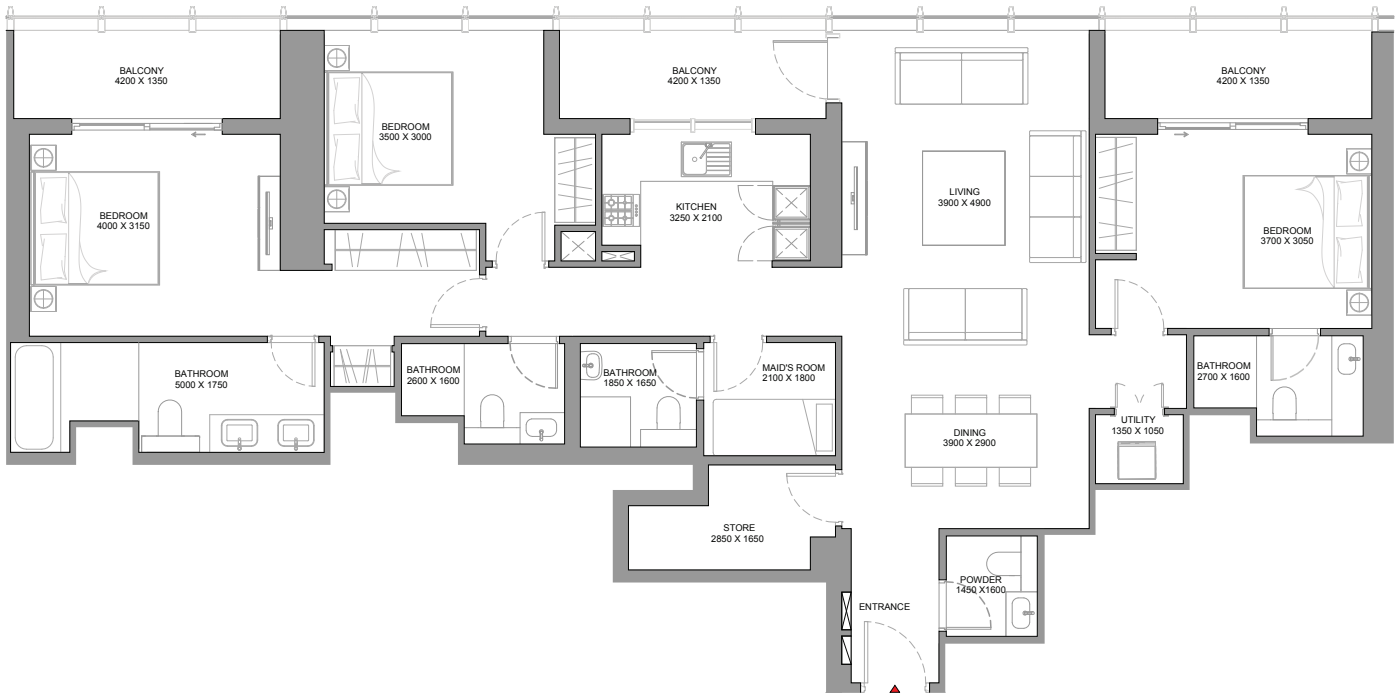 BALCONY
4200 X 1350
BEDROOM
3500 X 3000
BALCONY
4200 X 1350
BALCONY
4200 X 1350
BEDROOM
4000 X 3150
KITCHEN
3250 X 2100
LIVING
3900 X 4900
BEDROOM
3700 X 3050
BATHROOM
5000 X 1750
BATHROOM
2600 X 1600
BATHROOM
1850 X 1650
MAID'S ROOM
2100 X 1800
BATHROOM
2700 X 1600
DINING
3900 X 2900
UTILITY
1350 X 1050
STORE
2850 X 1650
POWDER
1450 X1600
ENTRANCE